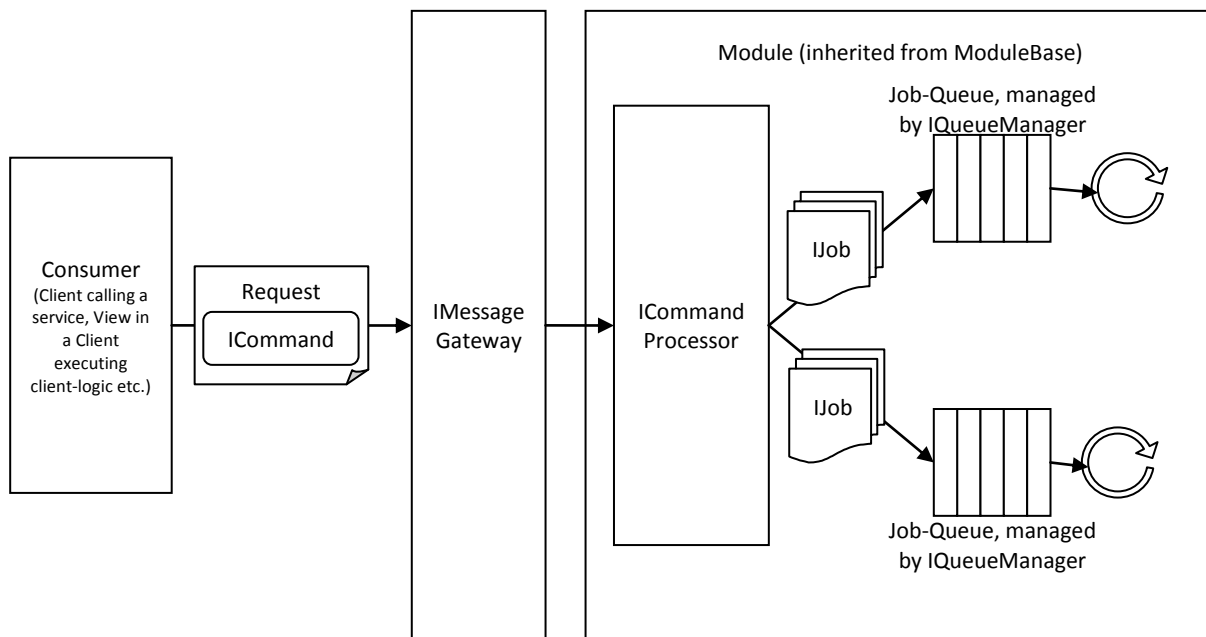 Module (inherited from ModuleBase)
Job-Queue, managed
by IQueueManager
Consumer
(Client calling a
service, View in
a Client
executing
client-logic etc.)
Request
ICommand
IMessage
Gateway
ICommand
Processor
IJob
IJob
Job-Queue, managed
by IQueueManager